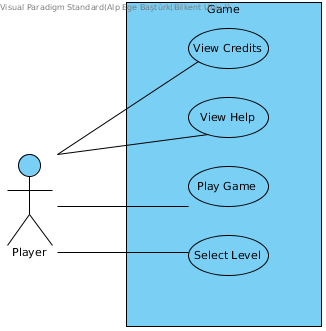 Visual Paradigm Standard(Alp Ege Baştürk(Bilkent
Game
View Credits
View Help
Play Game
Select Level
Player